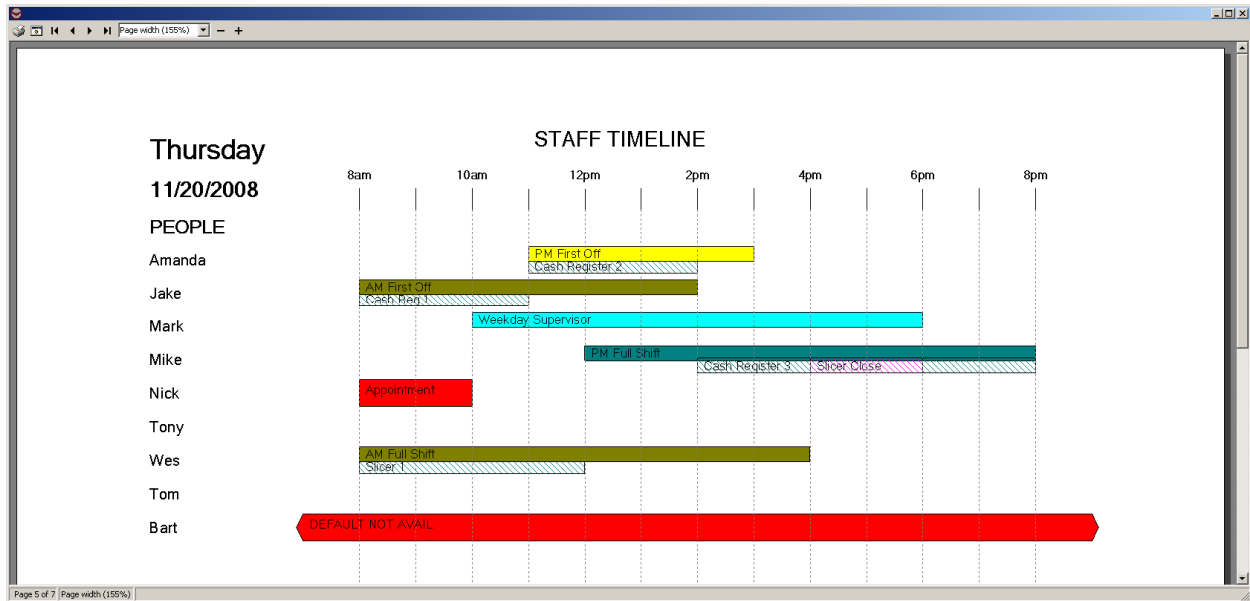 Page width (155%)
STAFF TIMELINE
Thursday
8am 10am 12pm 2pm 4pm 6pm 8pm
11/20/2008
PEOPLE
Amanda PM First Off
Cash Register 2
Jake AM First Off
Cash Reg 1
Mark Weekday Supervisor
Mike PM Full Shift
Cash Register 3 Slicer Close
Nick Appointment
Tony
Wes AM Full Shift
Slicer 1
Tom
Bart DEFAULT NOT AVAIL
Page 5 of 7 Page width (155%)